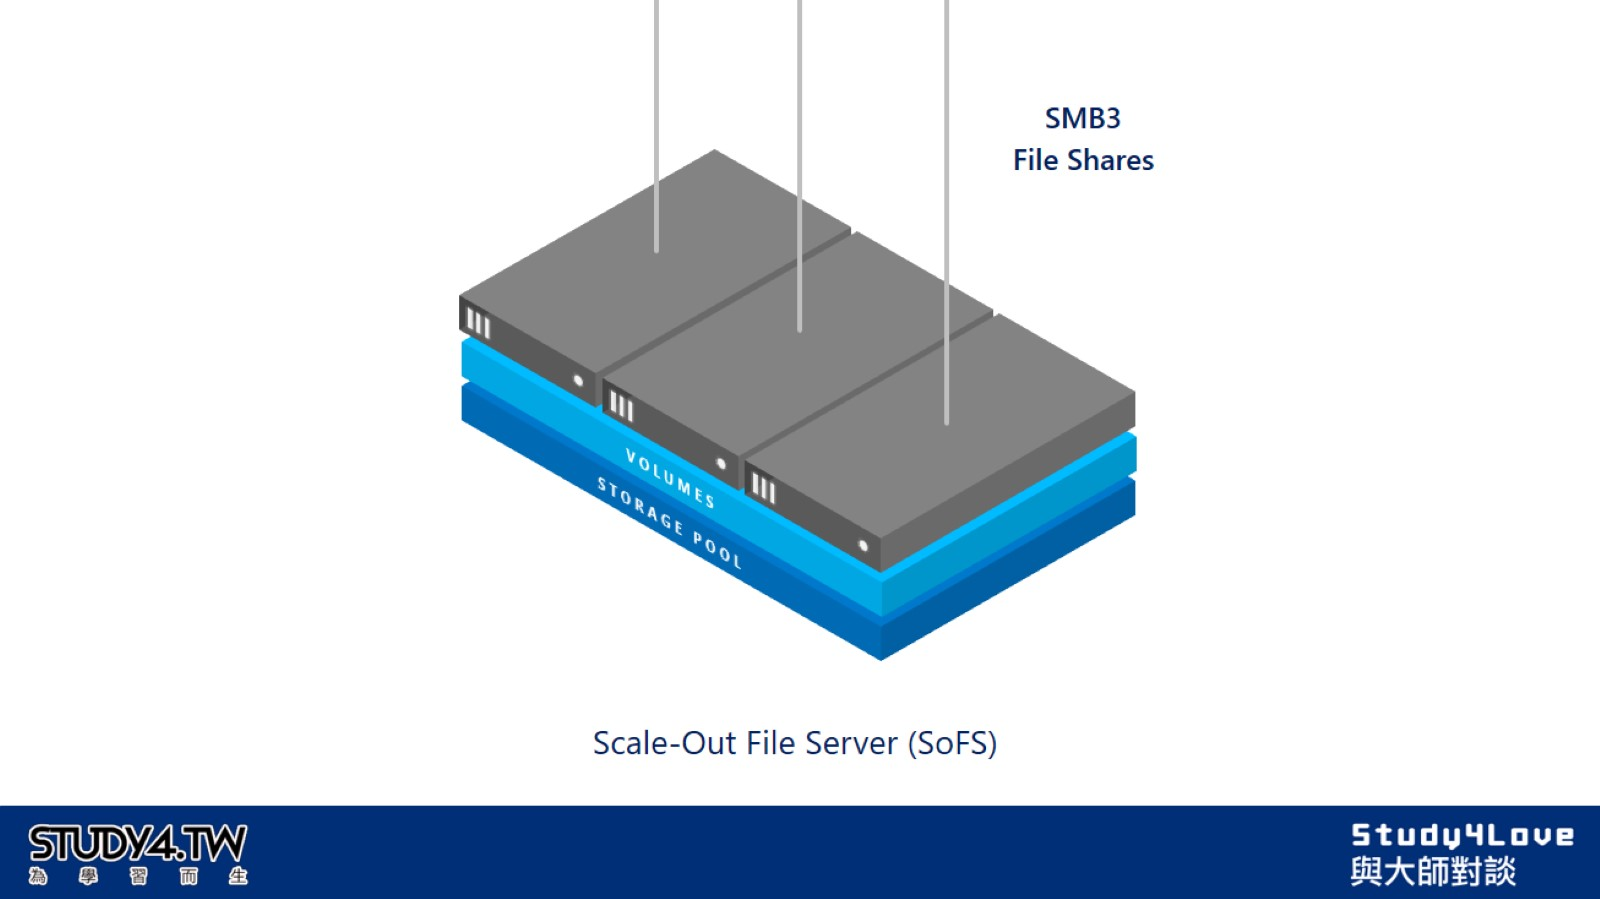 SMB3
File Shares
VOLUMES
STORAGE POOL
Scale-Out File Server (SoFS)
STUDY4.TW
為學習而生
Study4Love
與大師對談